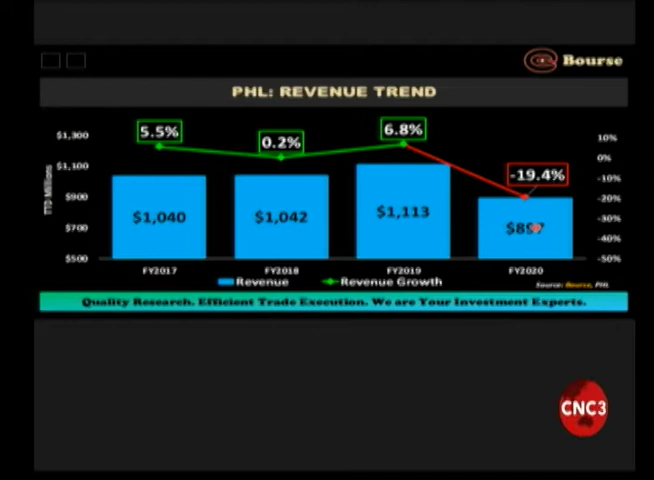 Bourse
PHL: REVENUE TREND
TTD Millions
$1,300
$1,100
$900
$700
$500
5.5%
0.2%
6.8%
-19.4%
10%
0%
-10%
-20%
-30%
-40%
-50%
$1,040
$1,042
$1,113
$897
FY2017
FY2018
FY2019
FY2020
Revenue
Revenue Growth
Source: Bourse, PHL
Quality Research. Efficient Trade Execution. We are Your Investment Experts.
CNC3